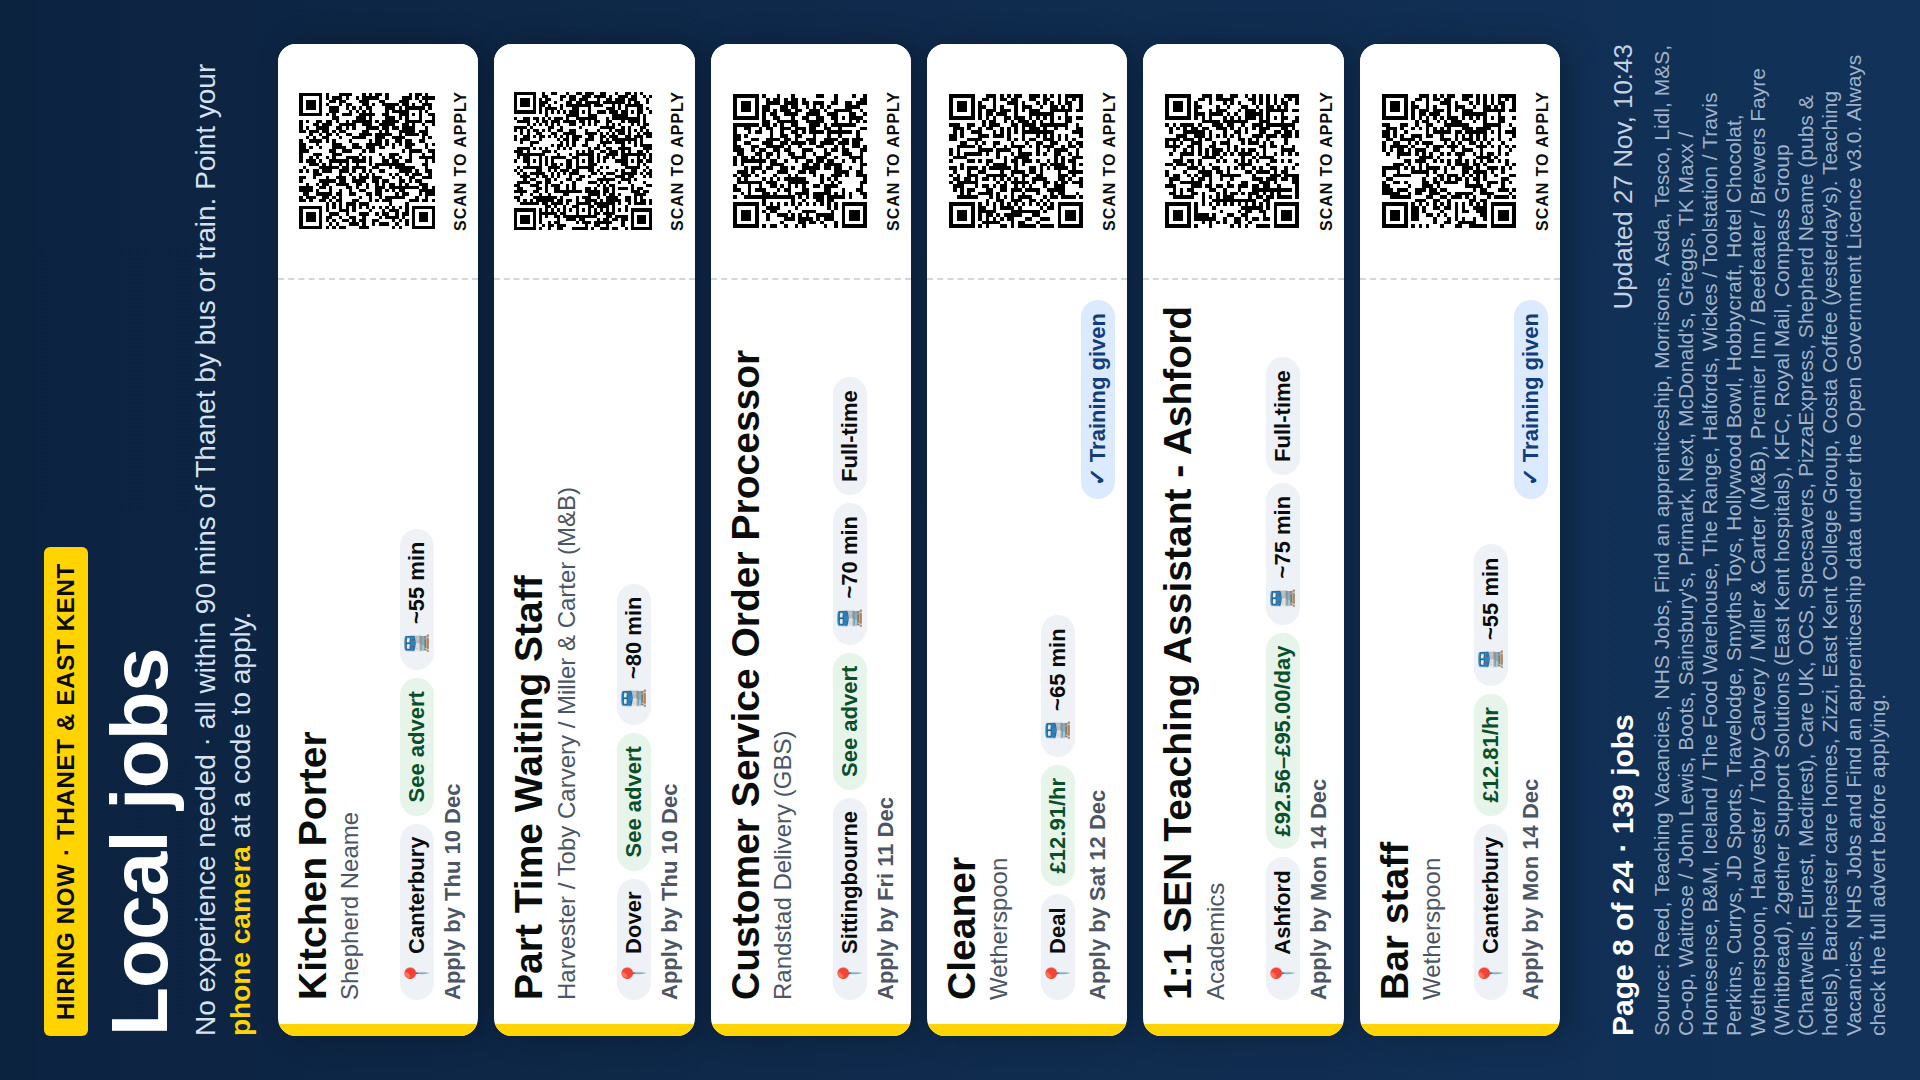 HIRING NOW · THANET & EAST KENT
Local jobs
No experience needed · all within 90 mins of Thanet by bus or train. Point your
phone camera at a code to apply.
Kitchen Porter
Shepherd Neame
📍 Canterbury See advert 🚌 ~55 min
Apply by Thu 10 Dec
SCAN TO APPLY
Part Time Waiting Staff
Harvester / Toby Carvery / Miller & Carter (M&B)
📍 Dover See advert 🚌 ~80 min
Apply by Thu 10 Dec
SCAN TO APPLY
Customer Service Order Processor
Randstad Delivery (GBS)
📍 Sittingbourne See advert 🚌 ~70 min Full-time
Apply by Fri 11 Dec
SCAN TO APPLY
Cleaner
Wetherspoon
📍 Deal £12.91/hr 🚌 ~65 min
Apply by Sat 12 Dec
✓ Training given
SCAN TO APPLY
1:1 SEN Teaching Assistant - Ashford
Academics
📍 Ashford £92.56–£95.00/day 🚌 ~75 min Full-time
Apply by Mon 14 Dec
SCAN TO APPLY
Bar staff
Wetherspoon
📍 Canterbury £12.81/hr 🚌 ~55 min
Apply by Mon 14 Dec
✓ Training given
SCAN TO APPLY
Page 8 of 24 · 139 jobs
Updated 27 Nov, 10:43
Source: Reed, Teaching Vacancies, NHS Jobs, Find an apprenticeship, Morrisons, Asda, Tesco, Lidl, M&S,
Co-op, Waitrose / John Lewis, Boots, Sainsbury's, Primark, Next, McDonald's, Greggs, TK Maxx /
Homesense, B&M, Iceland / The Food Warehouse, The Range, Halfords, Wickes / Toolstation / Travis
Perkins, Currys, JD Sports, Travelodge, Smyths Toys, Hollywood Bowl, Hobbycraft, Hotel Chocolat,
Wetherspoon, Harvester / Toby Carvery / Miller & Carter (M&B), Premier Inn / Beefeater / Brewers Fayre
(Whitbread), 2gether Support Solutions (East Kent hospitals), KFC, Royal Mail, Compass Group
(Chartwells, Eurest, Medirest), Care UK, OCS, Specsavers, PizzaExpress, Shepherd Neame (pubs &
hotels), Barchester care homes, Zizzi, East Kent College Group, Costa Coffee (yesterday's). Teaching
Vacancies, NHS Jobs and Find an apprenticeship data under the Open Government Licence v3.0. Always
check the full advert before applying.